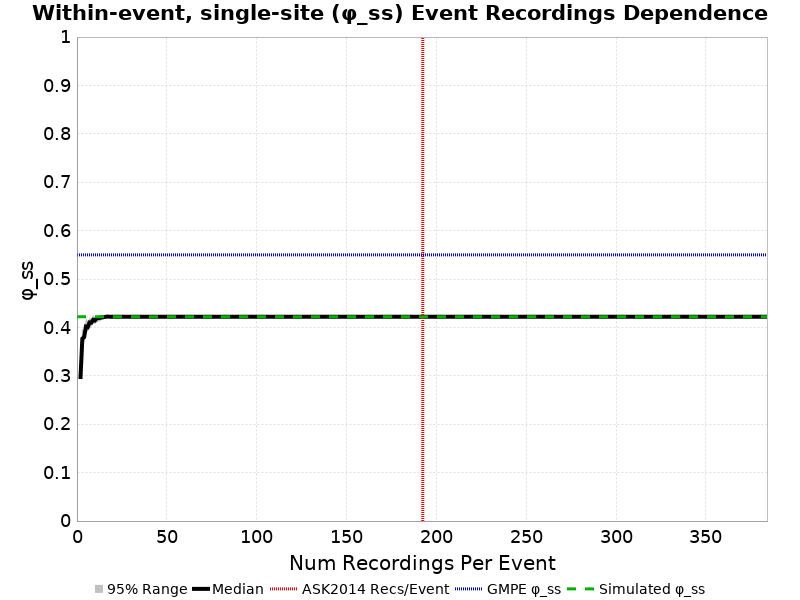 Within-event, single-site (φ_ss) Event Recordings Dependence
1
0.9
0.8
0.7
0.6
0.5
0.4
0.3
0.2
0.1
0
φ_ss
0 50 100 150 200 250 300 350
Num Recordings Per Event
95% Range Median ASK2014 Recs/Event GMPE φ_ss Simulated φ_ss